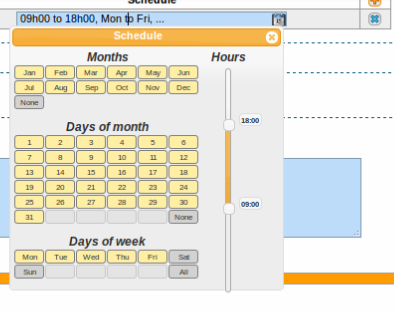 Schedule
09h00 to 18h00, Mon to Fri, ...
Schedule
Months
Hours
Jan Feb Mar Apr May Jun
Jul Aug Sep Oct Nov Dec
None
18:00
Days of month
1 2 3 4 5 6
7 8 9 10 11 12
13 14 15 16 17 18
19 20 21 22 23 24
25 26 27 28 29 30
31 None
09:00
Days of week
Mon Tue Wed Thu Fri Sat
Sun All